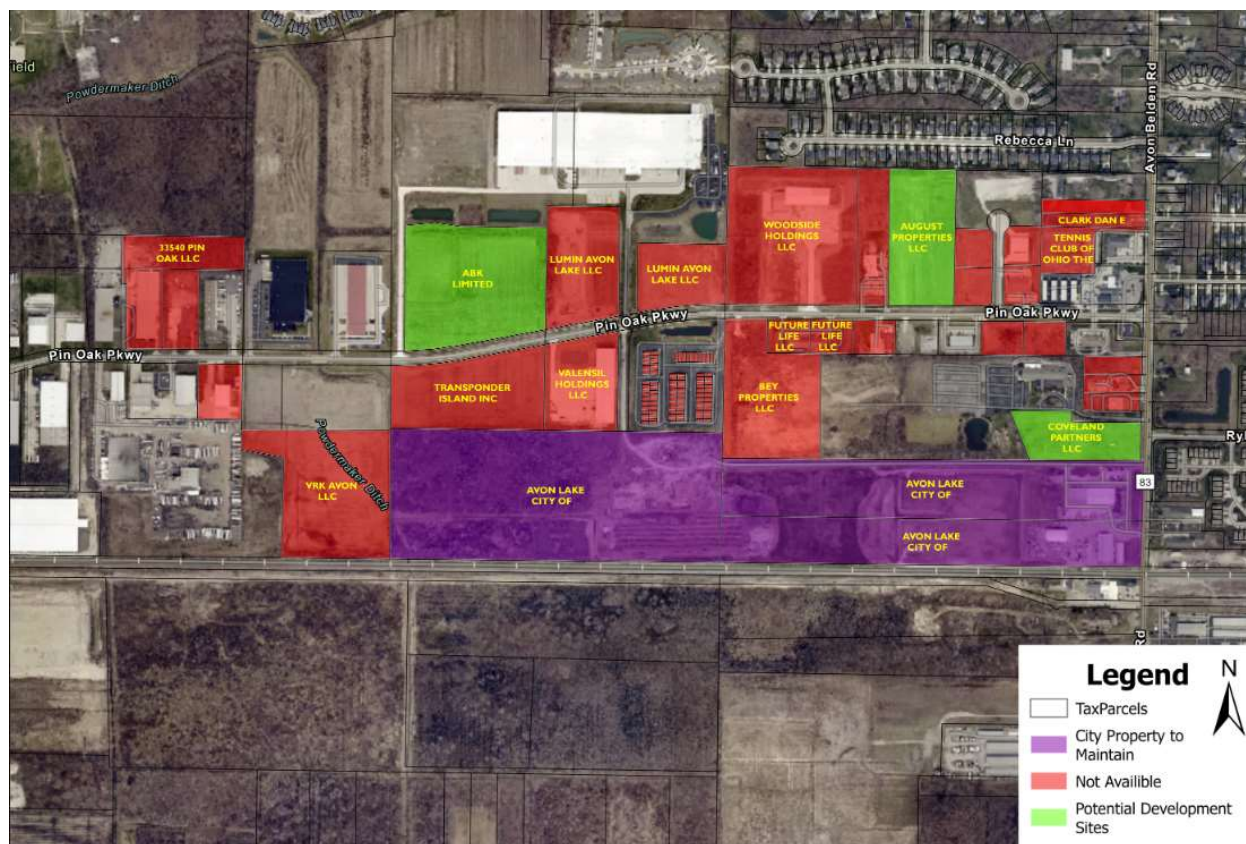 ield
Powdermaker Ditch
Avon Belden Rd
Rebecca Ln
33540 PIN
OAK LLC
ABK
LIMITED
LUMIN AVON
LAKE LLC
LUMIN AVON
LAKE LLC
WOODSIDE
HOLDINGS
LLC
AUGUST
PROPERTIES
LLC
CLARK DAN E
TENNIS
CLUB OF
OHIO THE
Pin Oak Pkwy
Pin Oak Pkwy
Pin Oak Pkwy
FUTURE
LIFE
LLC
FUTURE
LIFE
LLC
TRANSPONDER
ISLAND INC
VALENSIL
HOLDINGS
LLC
BEY
PROPERTIES
LLC
COVELAND
PARTNERS
LLC
Ryl
Powdermaker Ditch
VRK AVON
LLC
AVON LAKE
CITY OF
AVON LAKE
CITY OF
AVON LAKE
CITY OF
83
Rd
Legend
N
TaxParcels
City Property to
Maintain
Not Availible
Potential Development
Sites